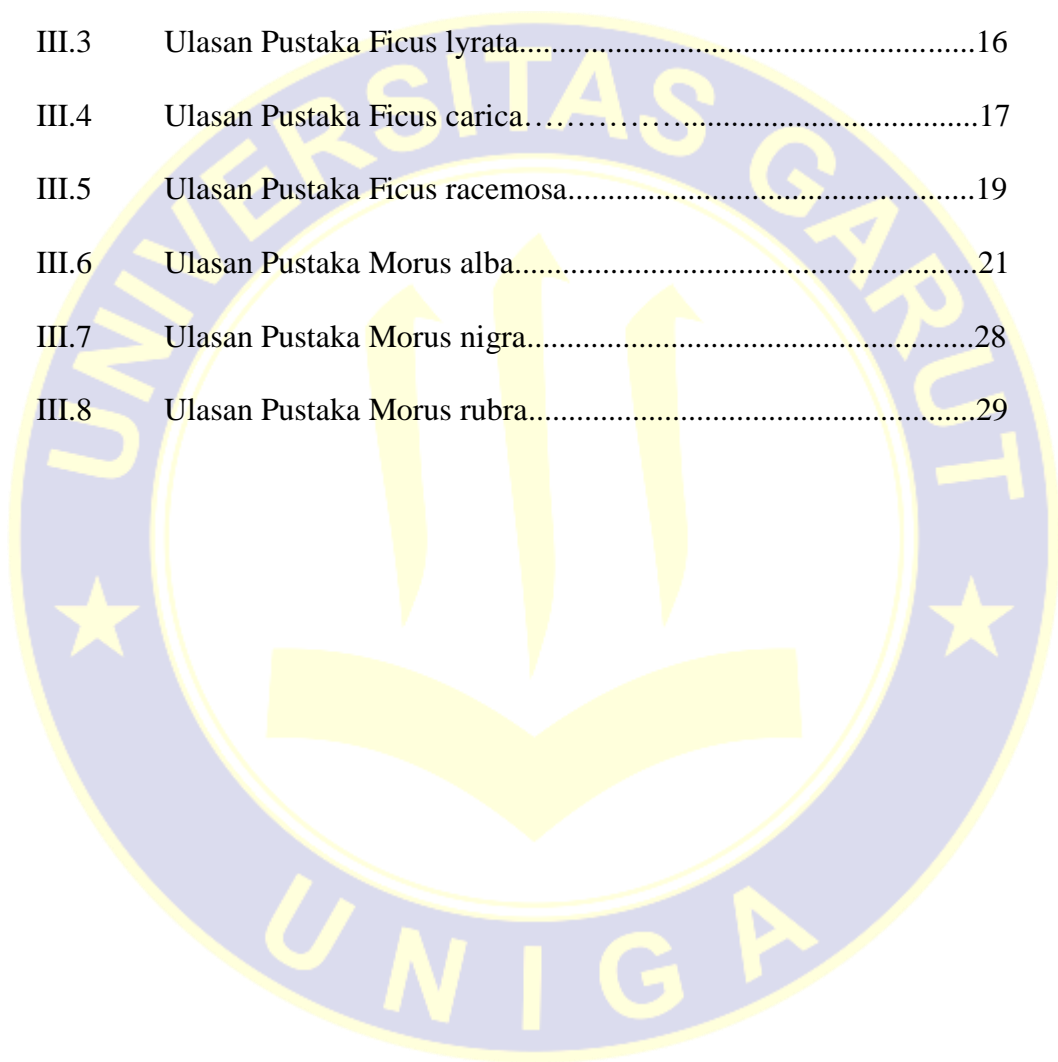 III.3 Ulasan Pustaka Ficus lyrata.........................................................16
III.4 Ulasan Pustaka Ficus carica……………......................................17
III.5 Ulasan Pustaka Ficus racemosa...................................................19
III.6 Ulasan Pustaka Morus alba..........................................................21
III.7 Ulasan Pustaka Morus nigra........................................................28
III.8 Ulasan Pustaka Morus rubra........................................................29
UNIVERSITAS GARUT
UNIGA